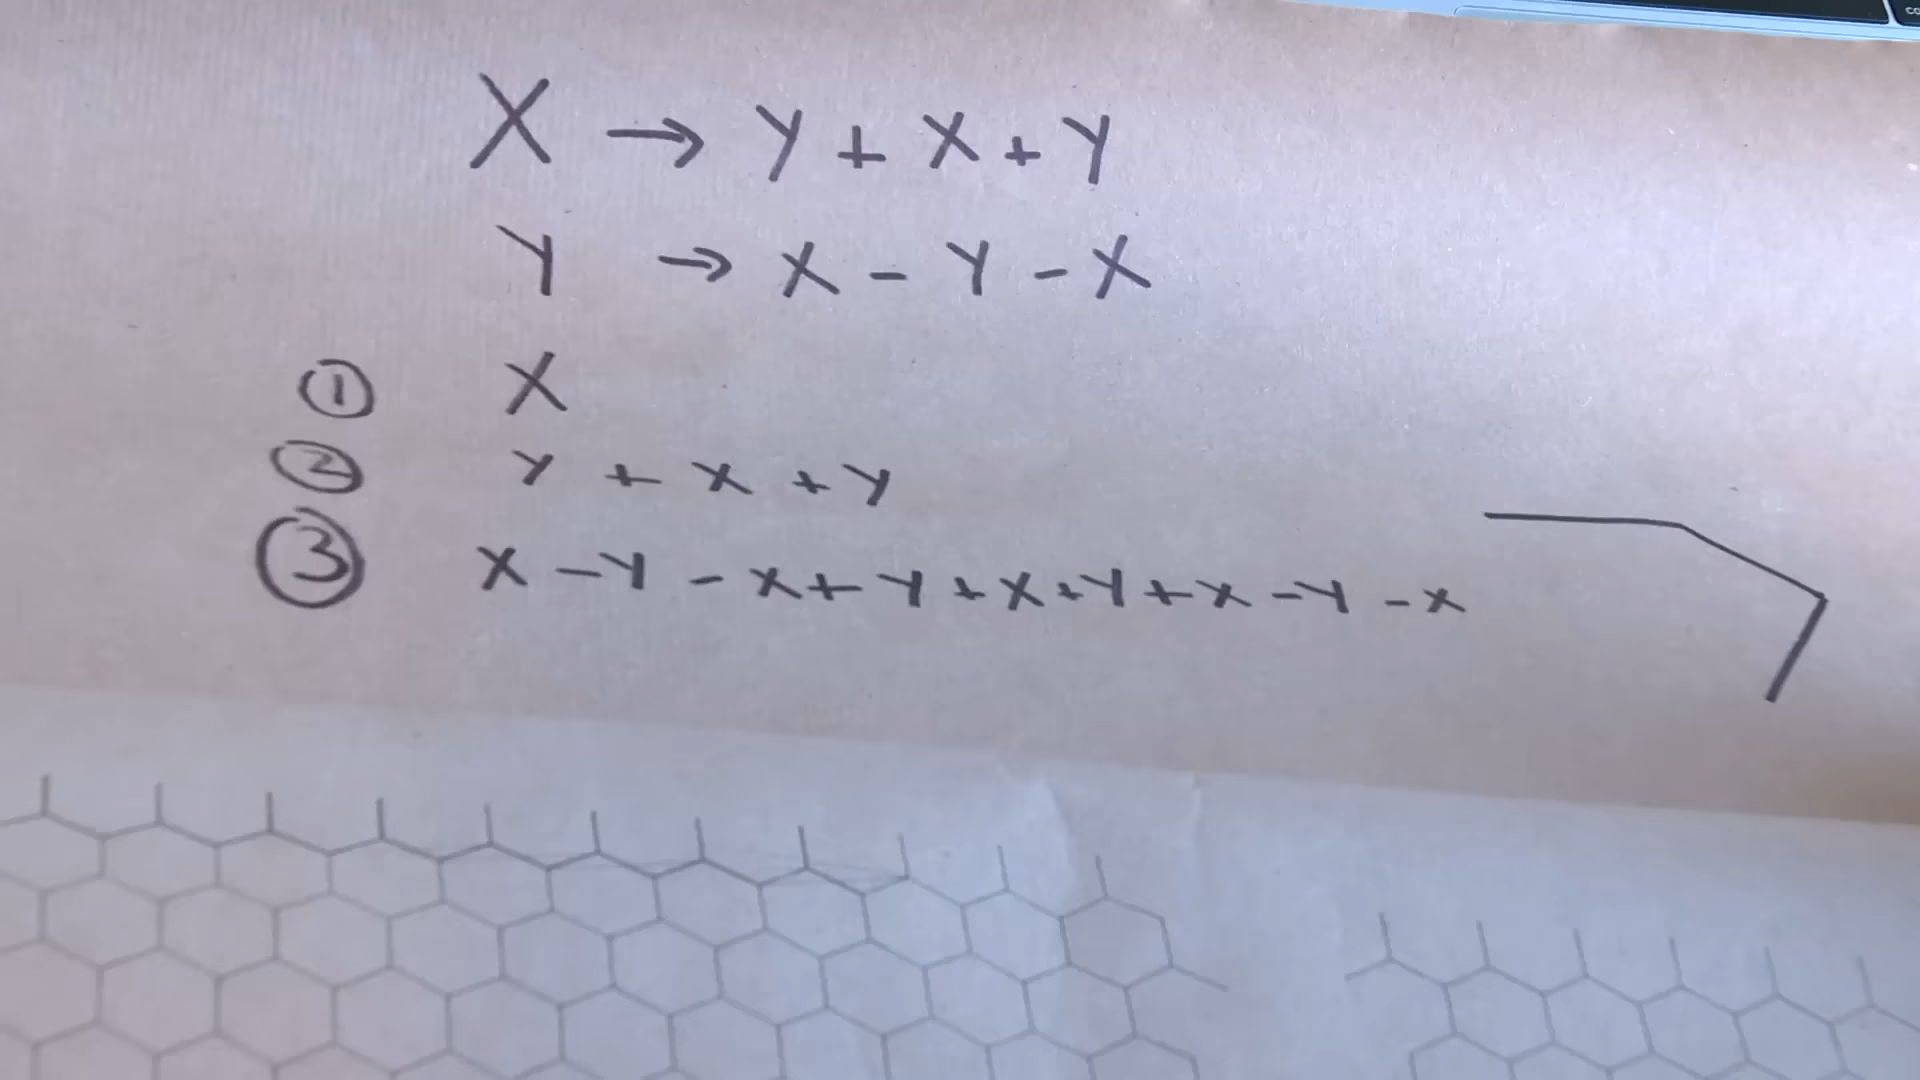 X → Y + X + Y
Y → X - Y - X
① X
② Y + X + Y
③ X - Y - X + Y + X + Y + X - Y - X